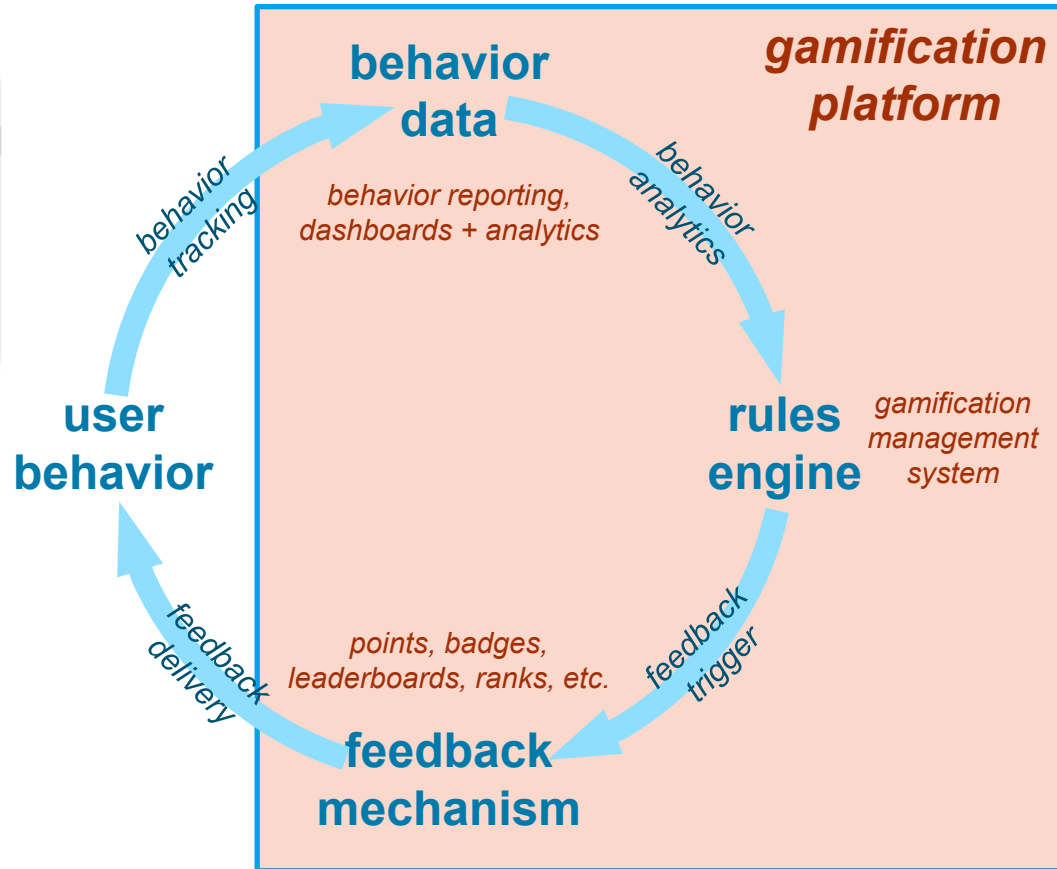 gamification
platform
behavior
data
behavior
tracking
behavior
analytics
behavior reporting,
dashboards + analytics
user
behavior
rules
engine
gamification
management
system
feedback
delivery
points, badges,
leaderboards, ranks, etc.
feedback
trigger
feedback
mechanism